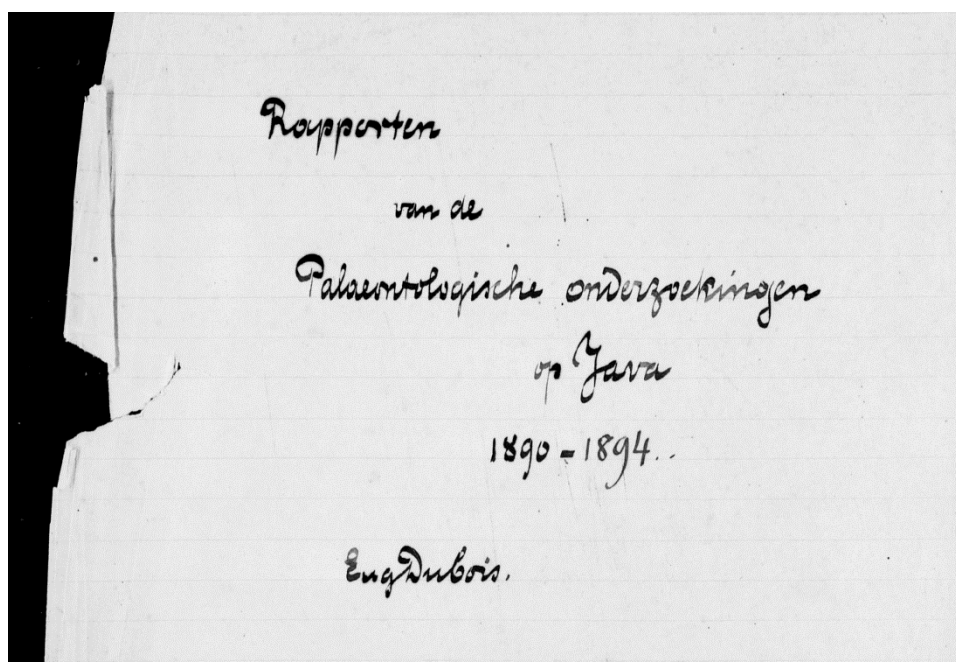 Rapporten
van de
Palaeontologische onderzoekingen
op Java
1890-1894.
Eug Dubois.